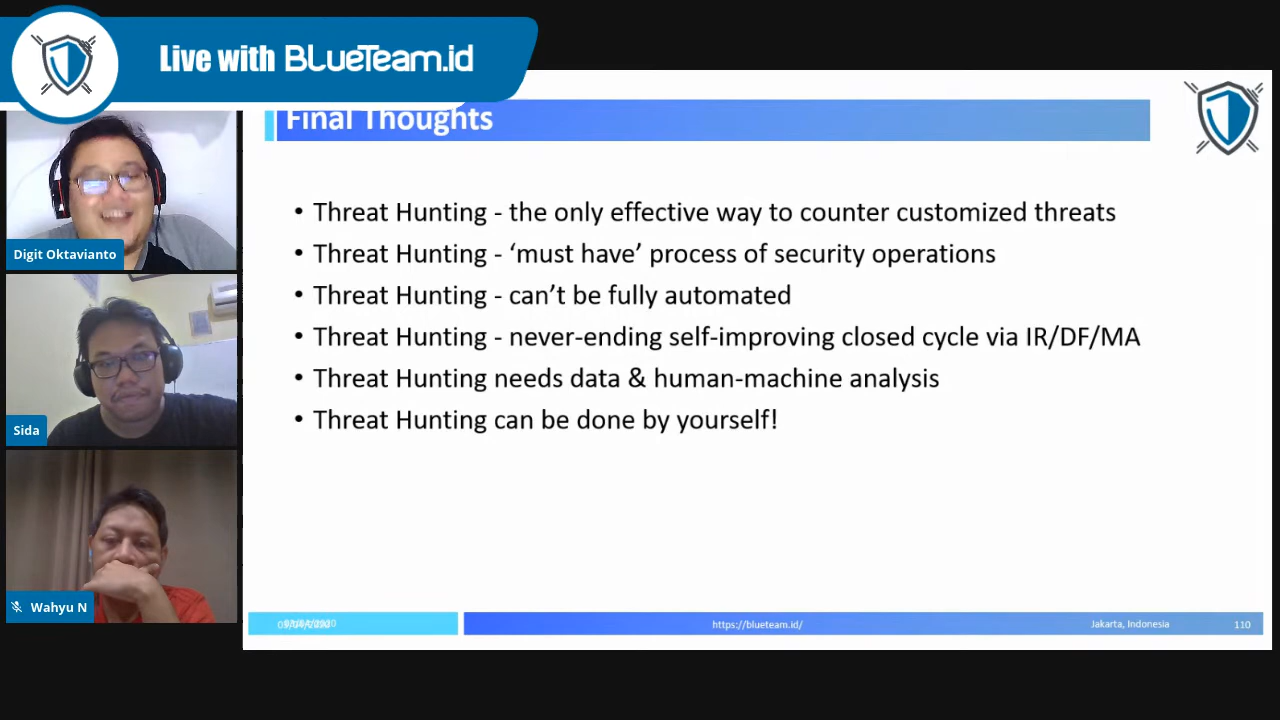 Live with BLUETeam.id
Final Thoughts
• Threat Hunting - the only effective way to counter customized threats
• Threat Hunting - ‘must have’ process of security operations
• Threat Hunting - can’t be fully automated
• Threat Hunting - never-ending self-improving closed cycle via IR/DF/MA
• Threat Hunting needs data & human-machine analysis
• Threat Hunting can be done by yourself!
Digit Oktavianto
Sida
Wahyu N
https://blueteam.id/
Jakarta, Indonesia
110